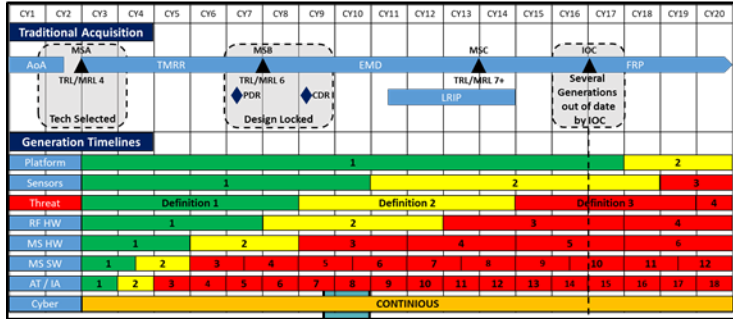 CY1 CY2 CY3 CY4 CY5 CY6 CY7 CY8 CY9 CY10 CY11 CY12 CY13 CY14 CY15 CY16 CY17 CY18 CY19 CY20
Traditional Acquisition
MSA MSB MSC IOC
AoA TMRR EMD FRP
TRL/MRL 4 TRL/MRL 6 TRL/MRL 7+ Several
PDR CDR I LRIP Generations
out of date
Tech Selected Design Locked by IOC
Generation Timelines
Platform 1 2
Sensors 1 2 3
Threat Definition 1 Definition 2 Definition 3 4
RF HW 1 2 3 4
MS HW 1 2 3 4 5 6
MS SW 1 2 3 4 5 6 7 8 9 10 11 12
AT / IA 1 2 3 4 5 6 7 8 9 10 11 12 13 14 15 16 17 18
Cyber CONTINIOUS